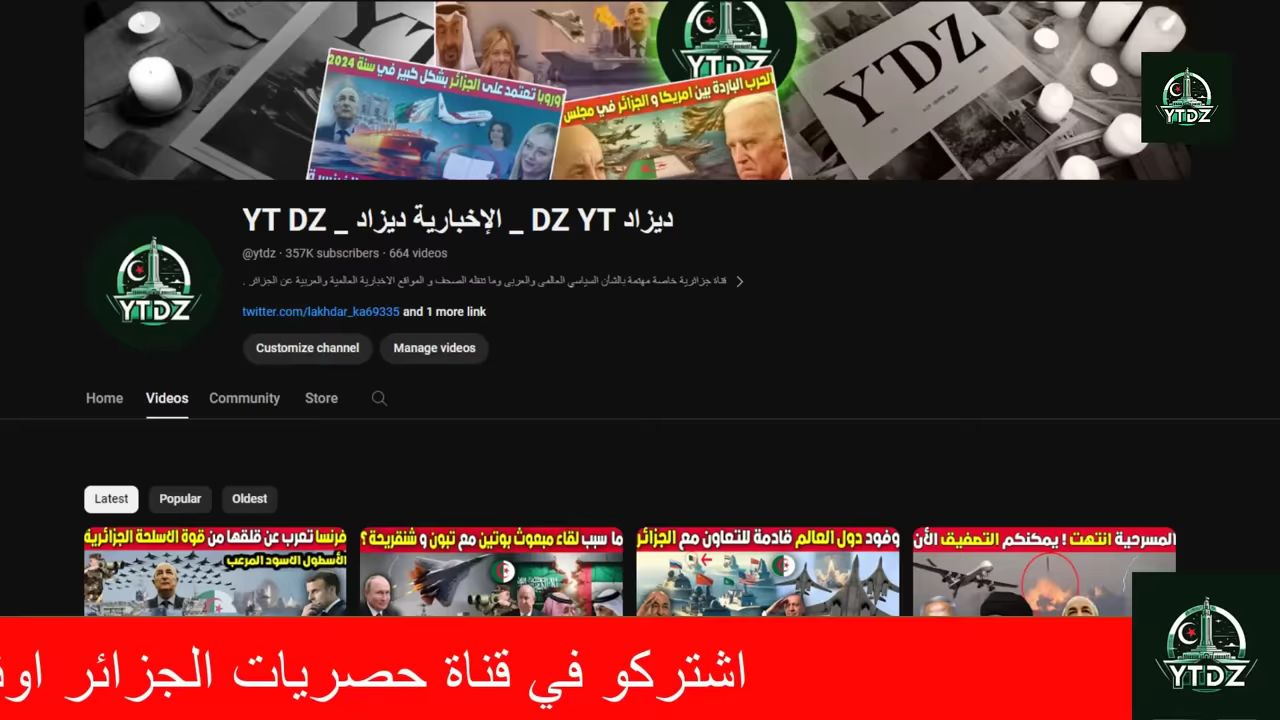 YTDZ
اوروبا تعتمد على الجزائر بشكل كبير في سنة 2024
الحرب الباردة بين امريكا و الجزائر في مجلس
YTDZ
YTDZ
YT DZ _ الإخبارية ديزاد _ DZ YT ديزاد
@ytdz · 357K subscribers · 664 videos
قناة جزائرية خاصة مهتمة بالشأن السياسي العالمي والعربي وما تنقله الصحف و المواقع الاخبارية العالمية والعربية عن الجزائر .
YTDZ
twitter.com/lakhdar_ka69335 and 1 more link
Customize channel Manage videos
Home Videos Community Store
Latest Popular Oldest
فرنسا تعرب عن قلقها من قوة الاسلحة الجزائرية
الأسطول الاسود المرعب
ما سبب لقاء مبعوث بوتين مع تبون و شنقريحة ؟
وفود دول العالم قادمة للتعاون مع الجزائر
المسرحية انتهت ! يمكنكم التصفيق الأن
اشتركو في قناة حصريات الجزائر
YTDZ